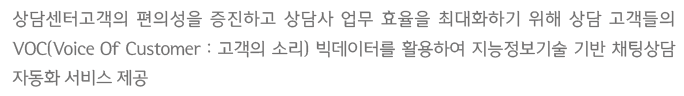 상담센터고객의 편의성을 증진하고 상담사 업무 효율을 최대화하기 위해 상담 고객들의
VOC(Voice Of Customer : 고객의 소리) 빅데이터를 활용하여 지능정보기술 기반 채팅상담
자동화 서비스 제공